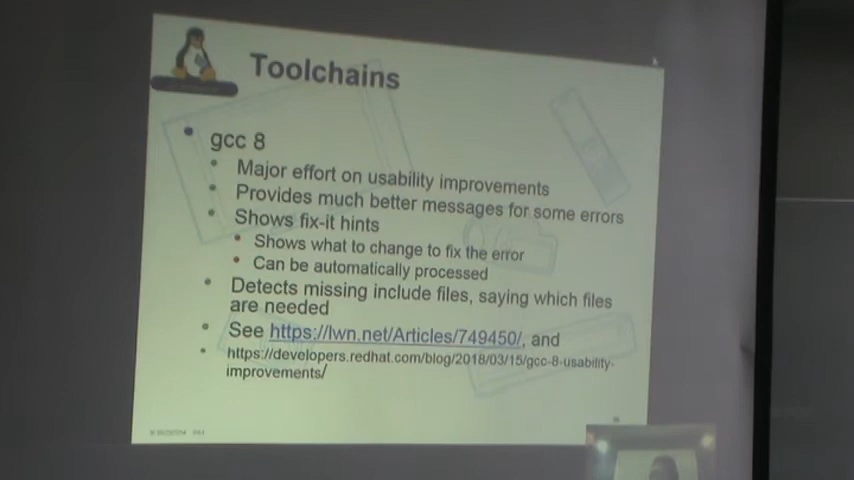 Toolchains
gcc 8
Major effort on usability improvements
Provides much better messages for some errors
Shows fix-it hints
Shows what to change to fix the error
Can be automatically processed
Detects missing include files, saying which files
are needed
See https://lwn.net/Articles/749450/, and
https://developers.redhat.com/blog/2018/03/15/gcc-8-usability-
improvements/